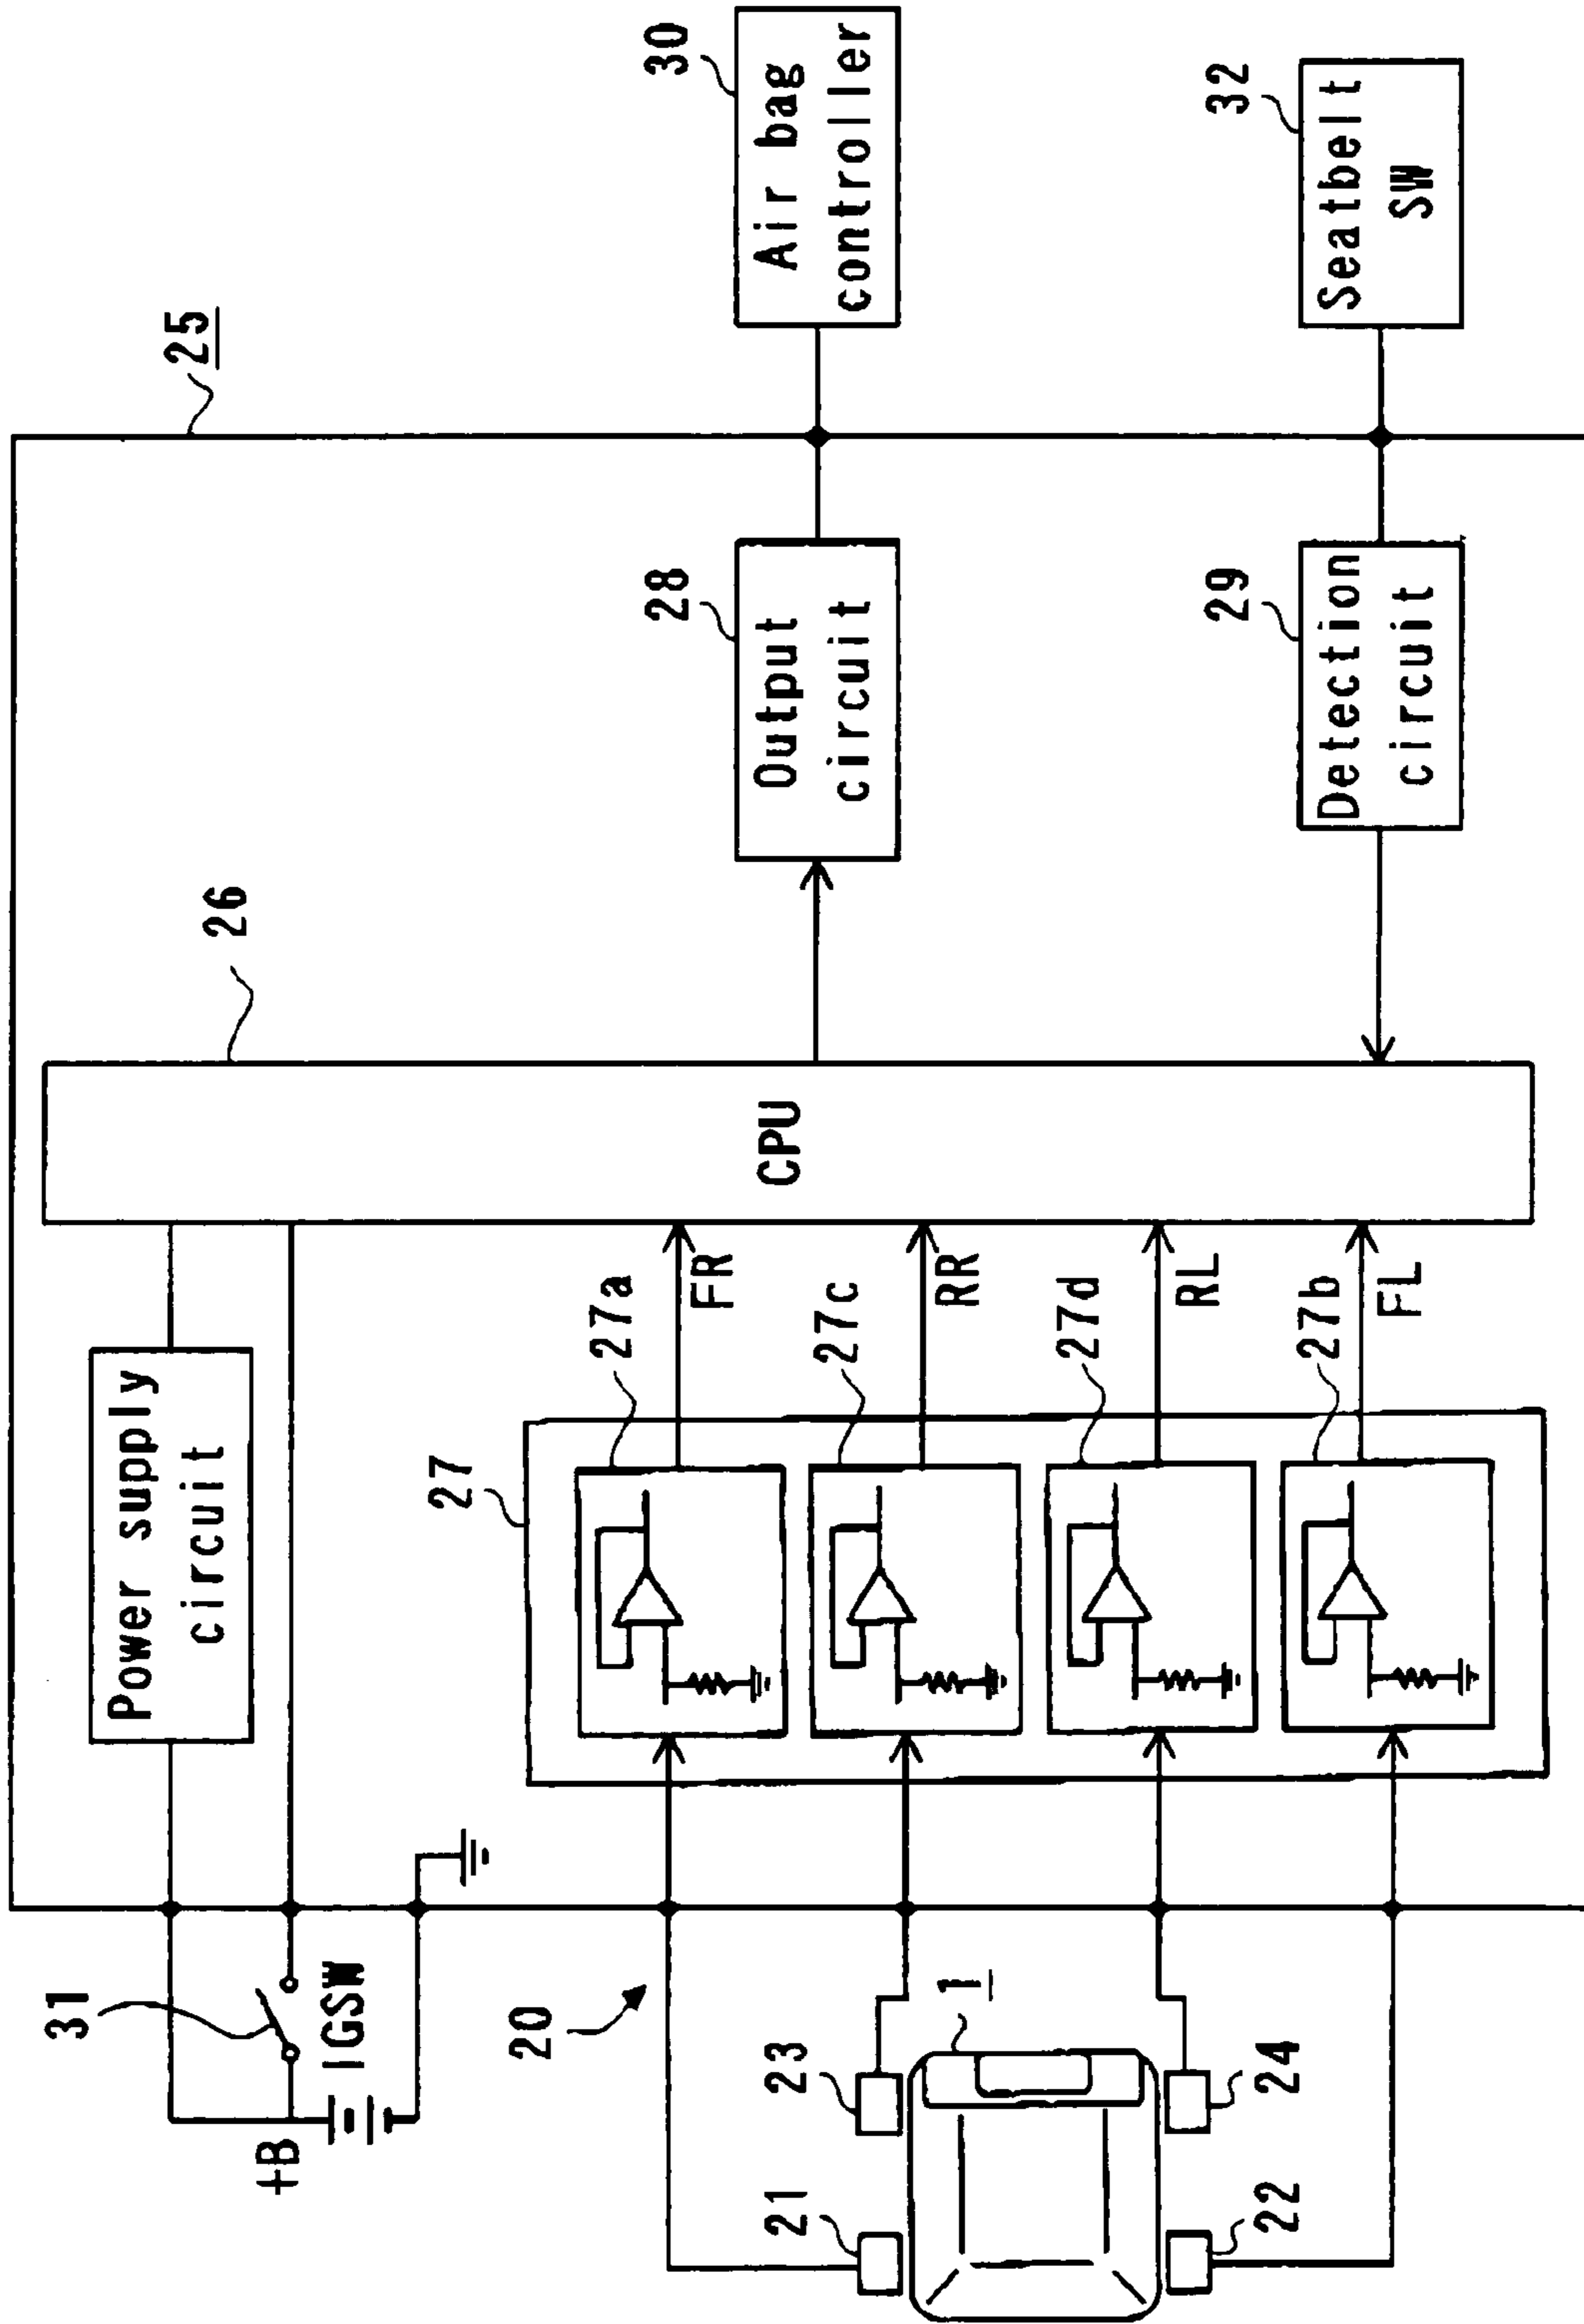 25
26
31
IGSW
+B
Power supply
circuit
CPU
20
27
27a
FR
27c
RR
27d
RL
27b
FL
21
23
1
22
24
28
Output
circuit
30
Air bag
controller
29
Detection
circuit
32
Seatbelt
SW